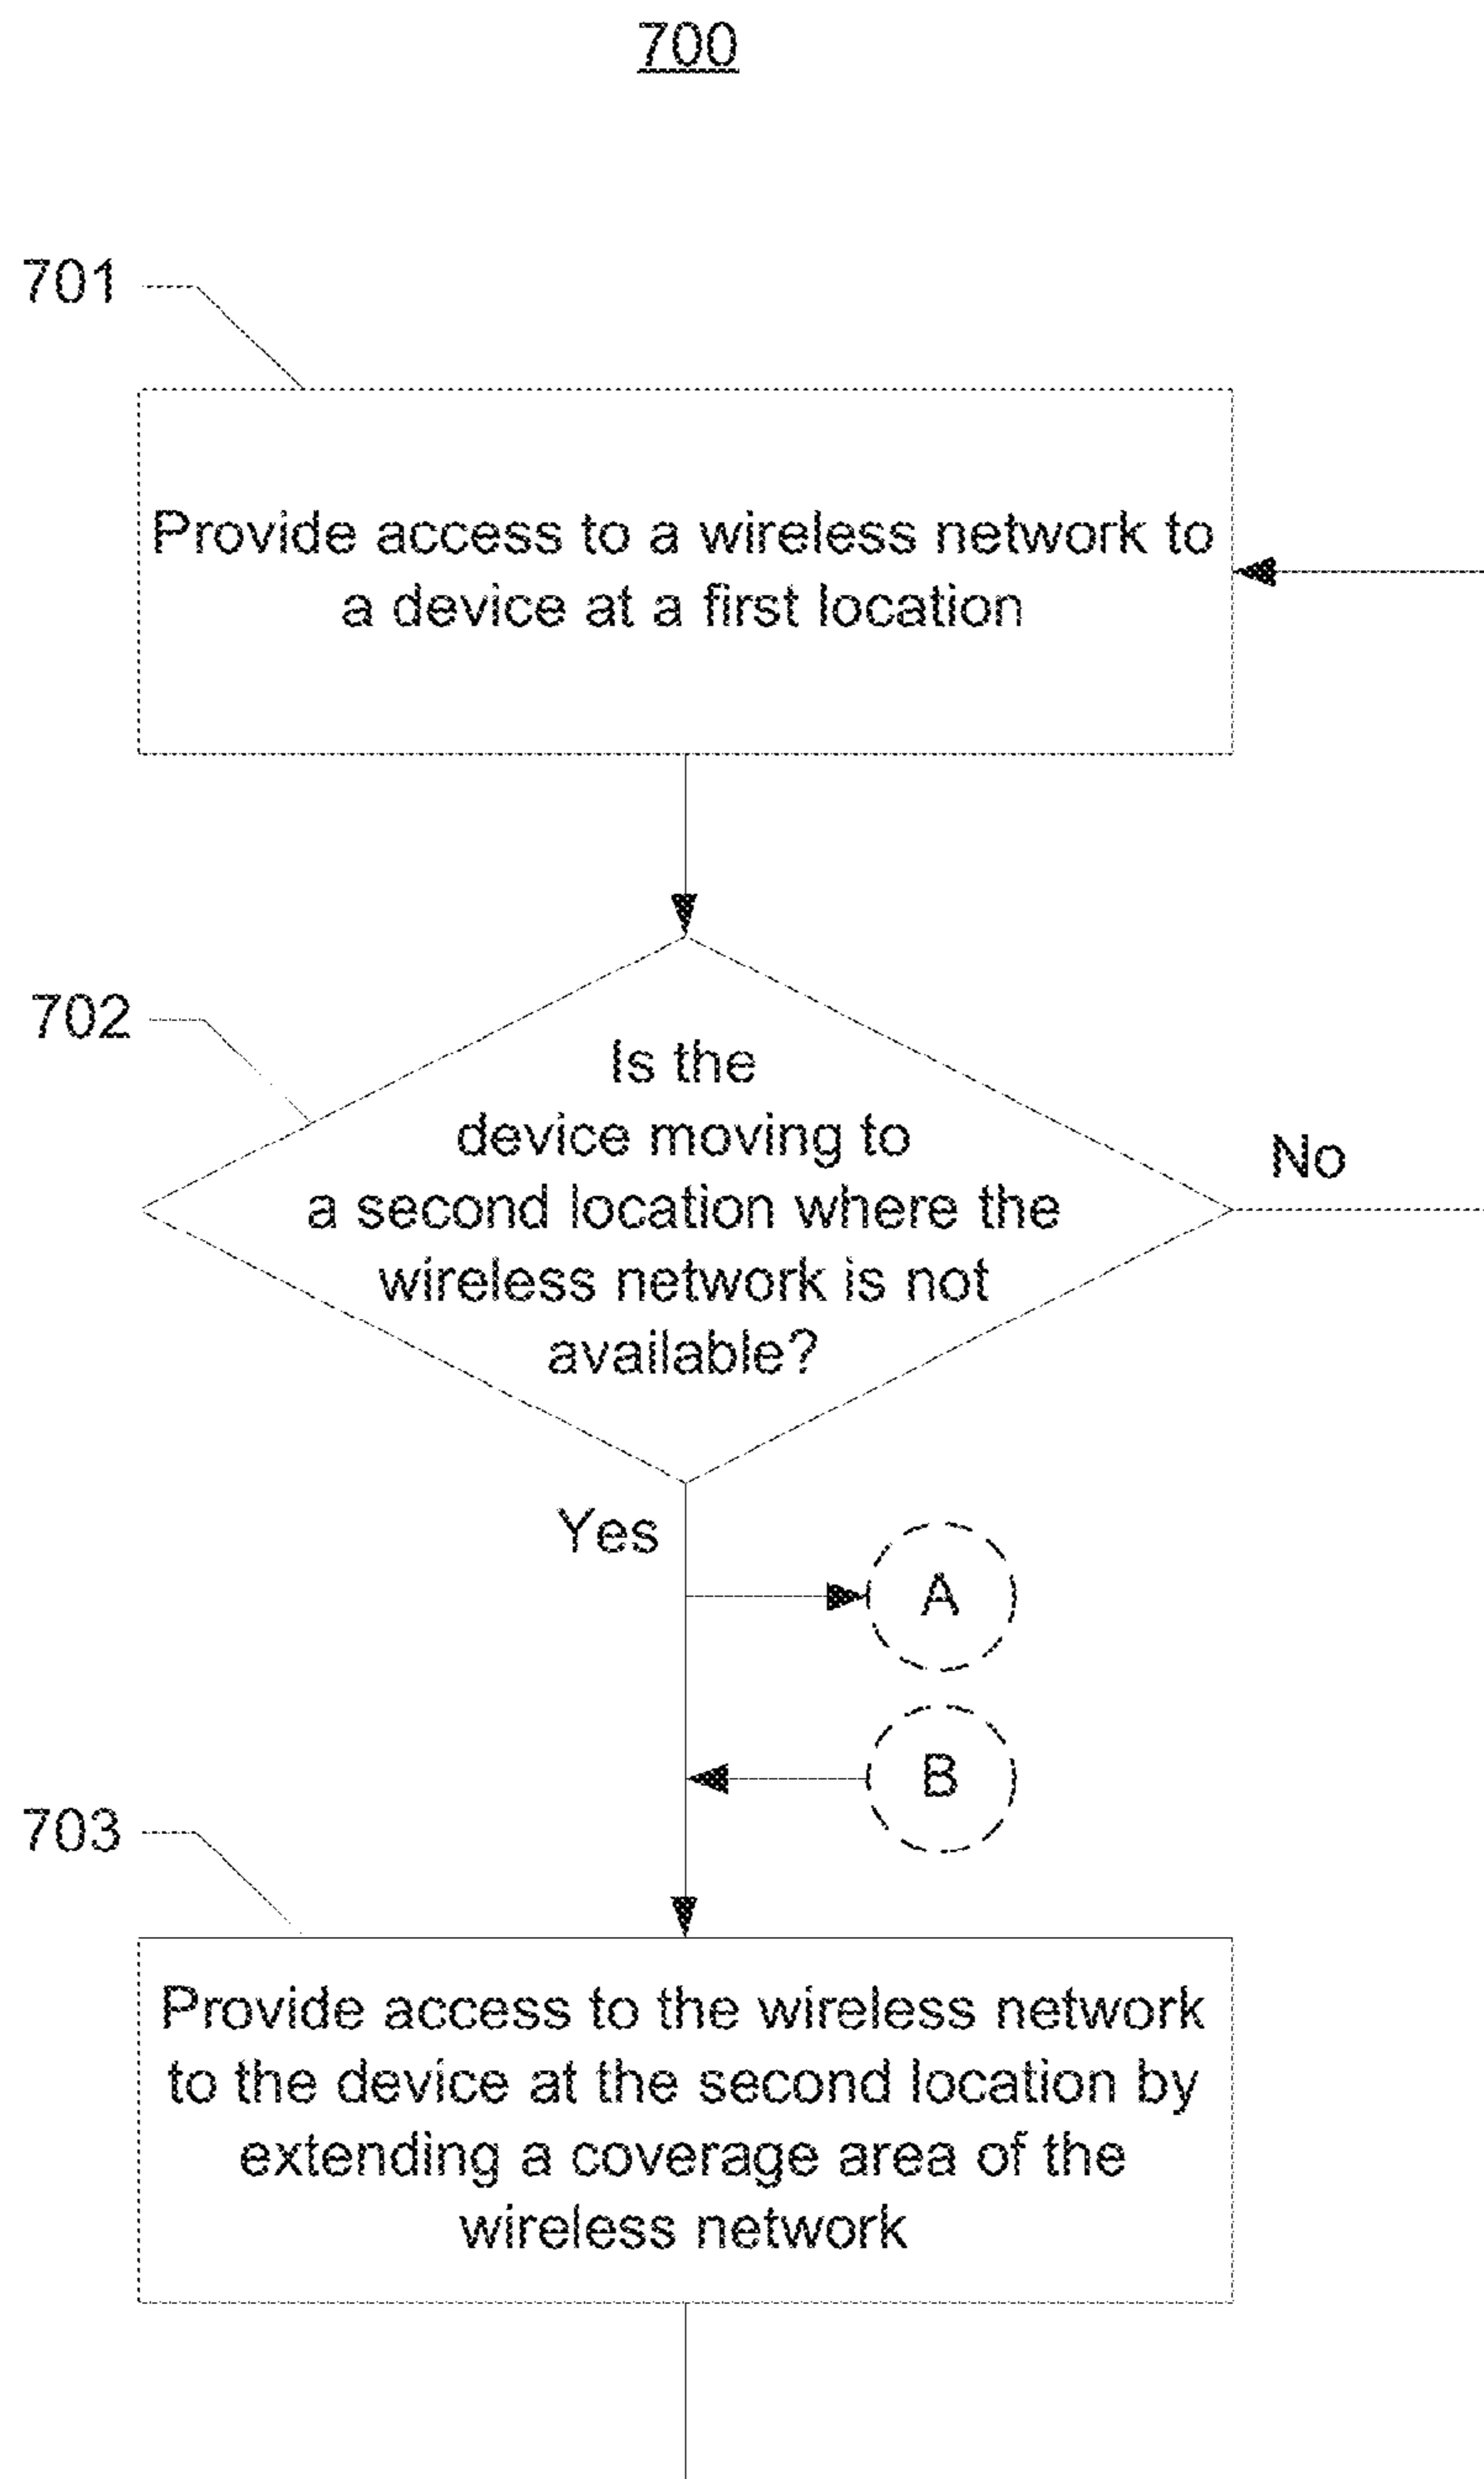 700
701
Provide access to a wireless network to
a device at a first location
702
Is the
device moving to
a second location where the
wireless network is not
available?
No
Yes
A
B
703
Provide access to the wireless network
to the device at the second location by
extending a coverage area of the
wireless network